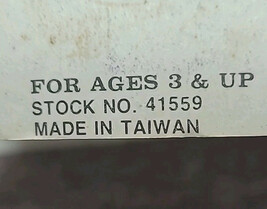 FOR AGES 3 & UP
STOCK NO. 41559
MADE IN TAIWAN